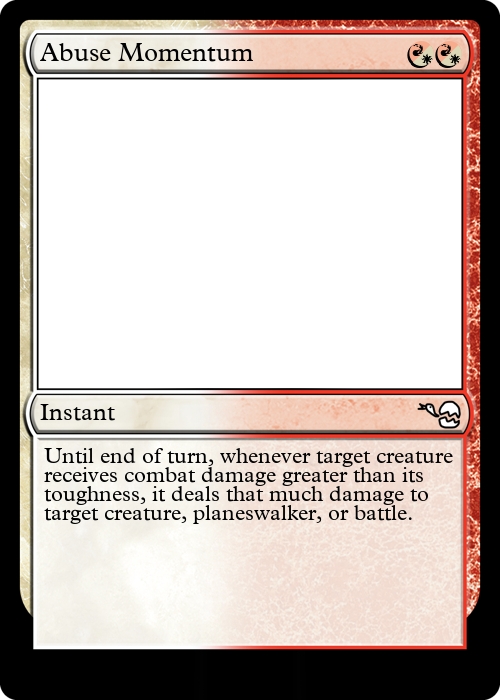 Abuse Momentum
Instant
Until end of turn, whenever target creature
receives combat damage greater than its
toughness, it deals that much damage to
target creature, planeswalker, or battle.